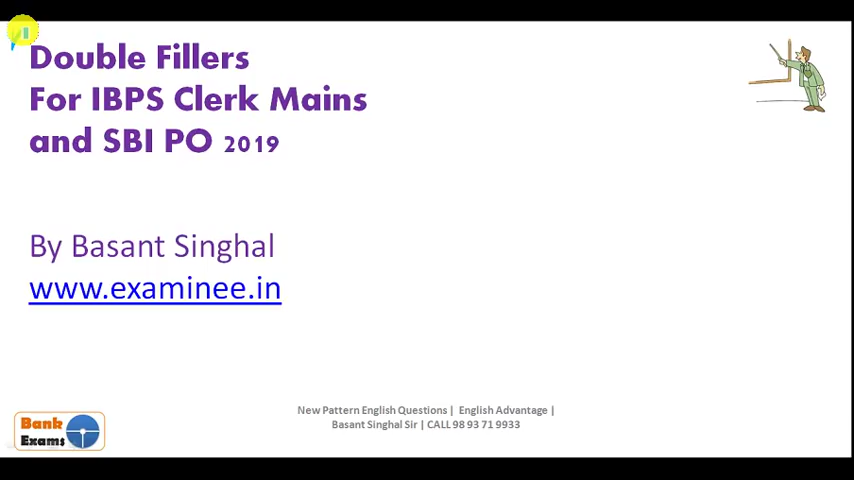 Double Fillers
For IBPS Clerk Mains
and SBI PO 2019
By Basant Singhal
www.examinee.in
New Pattern English Questions | English Advantage |
Basant Singhal Sir | CALL 98 93 71 9933
Bank
Exams